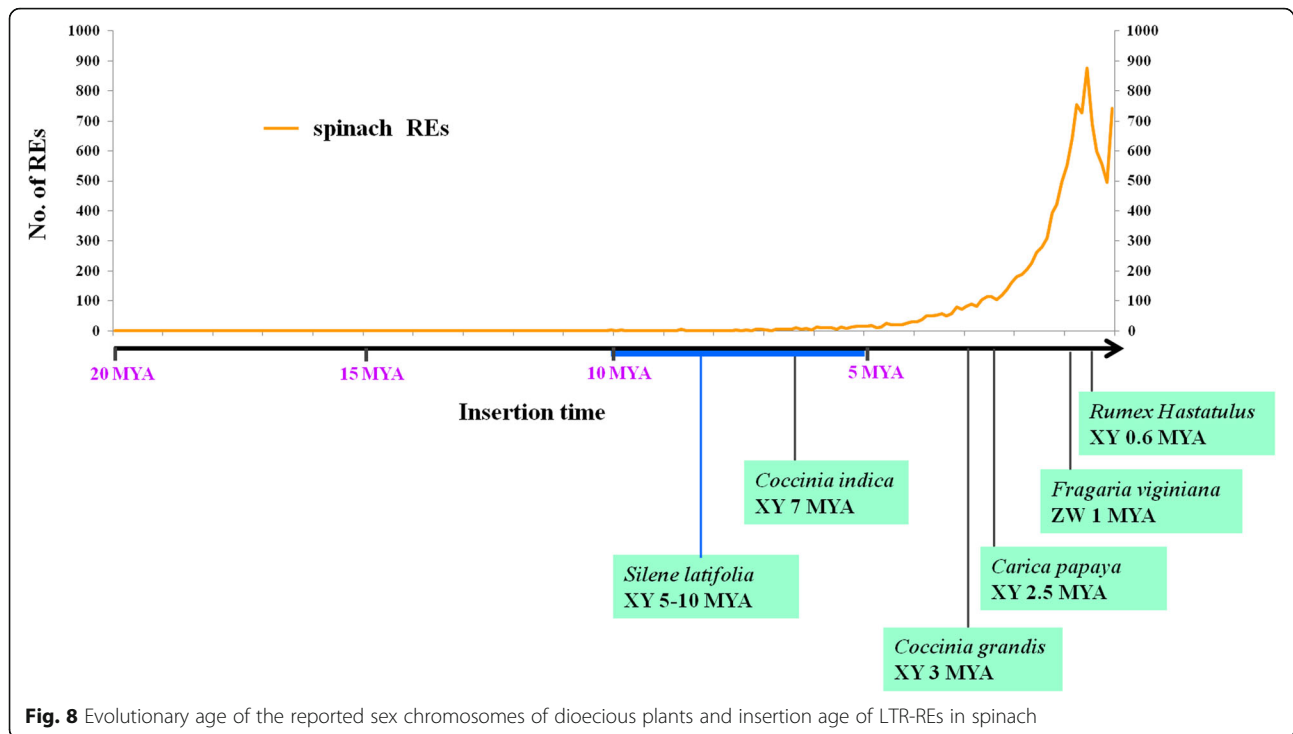 1000
900
800
700
600
500
400
300
200
100
0
No. of REs
spinach REs
1000
900
800
700
600
500
400
300
200
100
0
20 MYA
15 MYA
10 MYA
5 MYA
Insertion time
Rumex Hastatulus
XY 0.6 MYA
Coccinia indica
XY 7 MYA
Fragaria viginiana
ZW 1 MYA
Silene latifolia
XY 5-10 MYA
Carica papaya
XY 2.5 MYA
Coccinia grandis
XY 3 MYA
Fig. 8 Evolutionary age of the reported sex chromosomes of dioecious plants and insertion age of LTR-REs in spinach